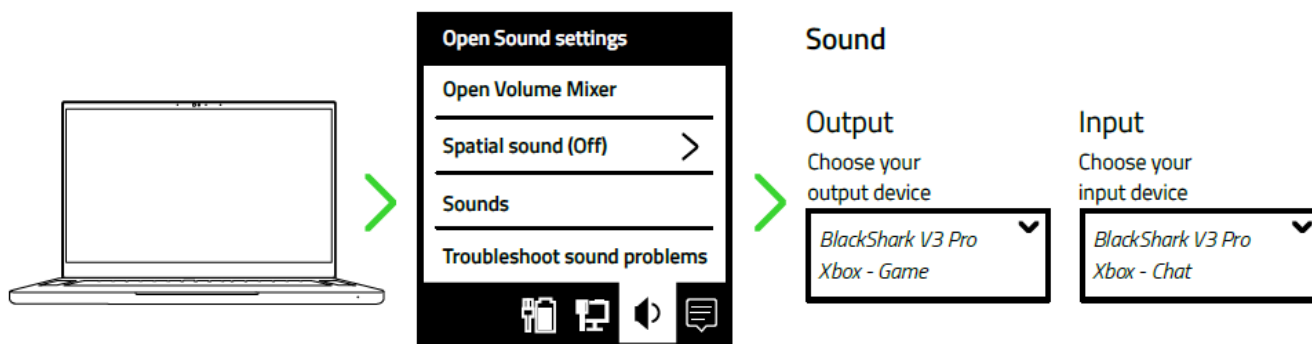 Open Sound settings
Open Volume Mixer
Spatial sound (Off)
Sounds
Troubleshoot sound problems
Sound
Output
Choose your
output device
BlackShark V3 Pro
Xbox - Game
Input
Choose your
input device
BlackShark V3 Pro
Xbox - Chat